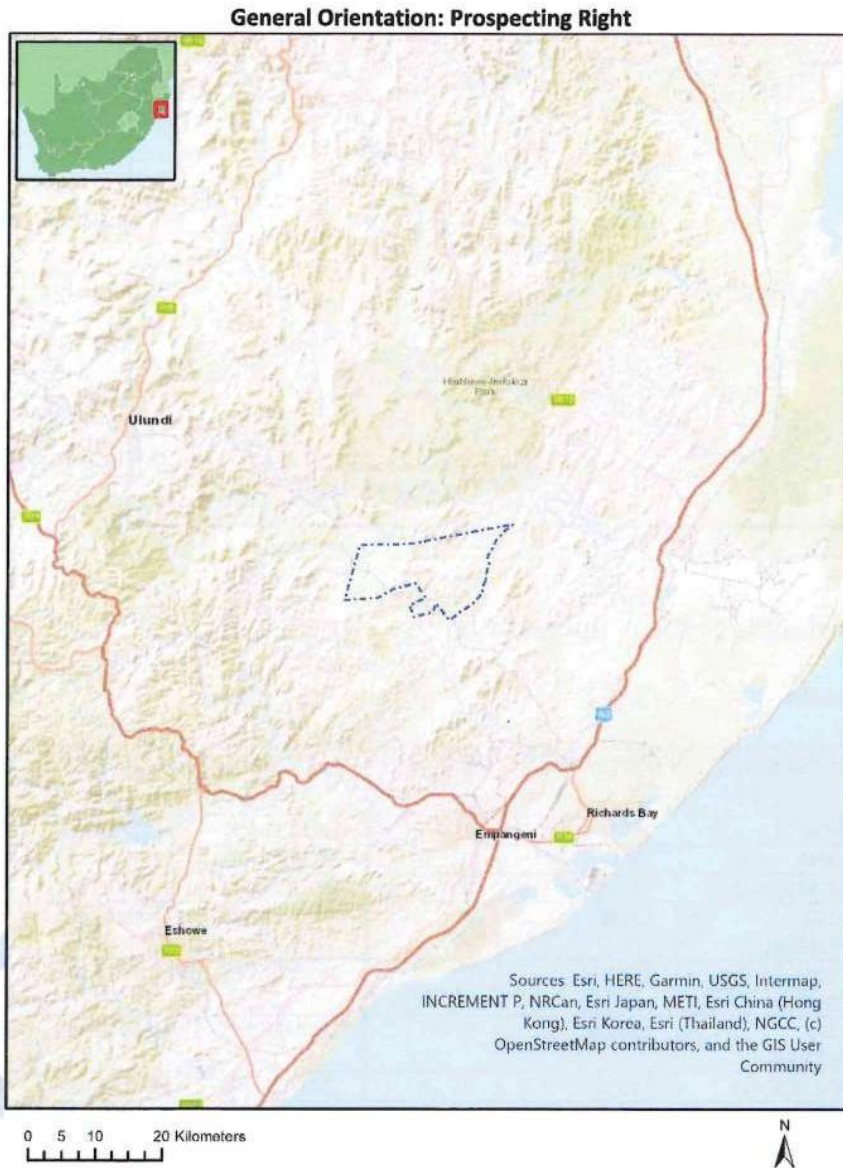 General Orientation: Prospecting Right
Park
Ulundi
Richards Bay
Empangeni
Eshowe
Sources: Esri, HERE, Garmin, USGS, Intermap,
INCREMENT P, NRCan, Esri Japan, METI, Esri China (Hong
Kong), Esri Korea, Esri (Thailand), NGCC, (c)
OpenStreetMap contributors, and the GIS User
Community
0 5 10 20 Kilometers
N